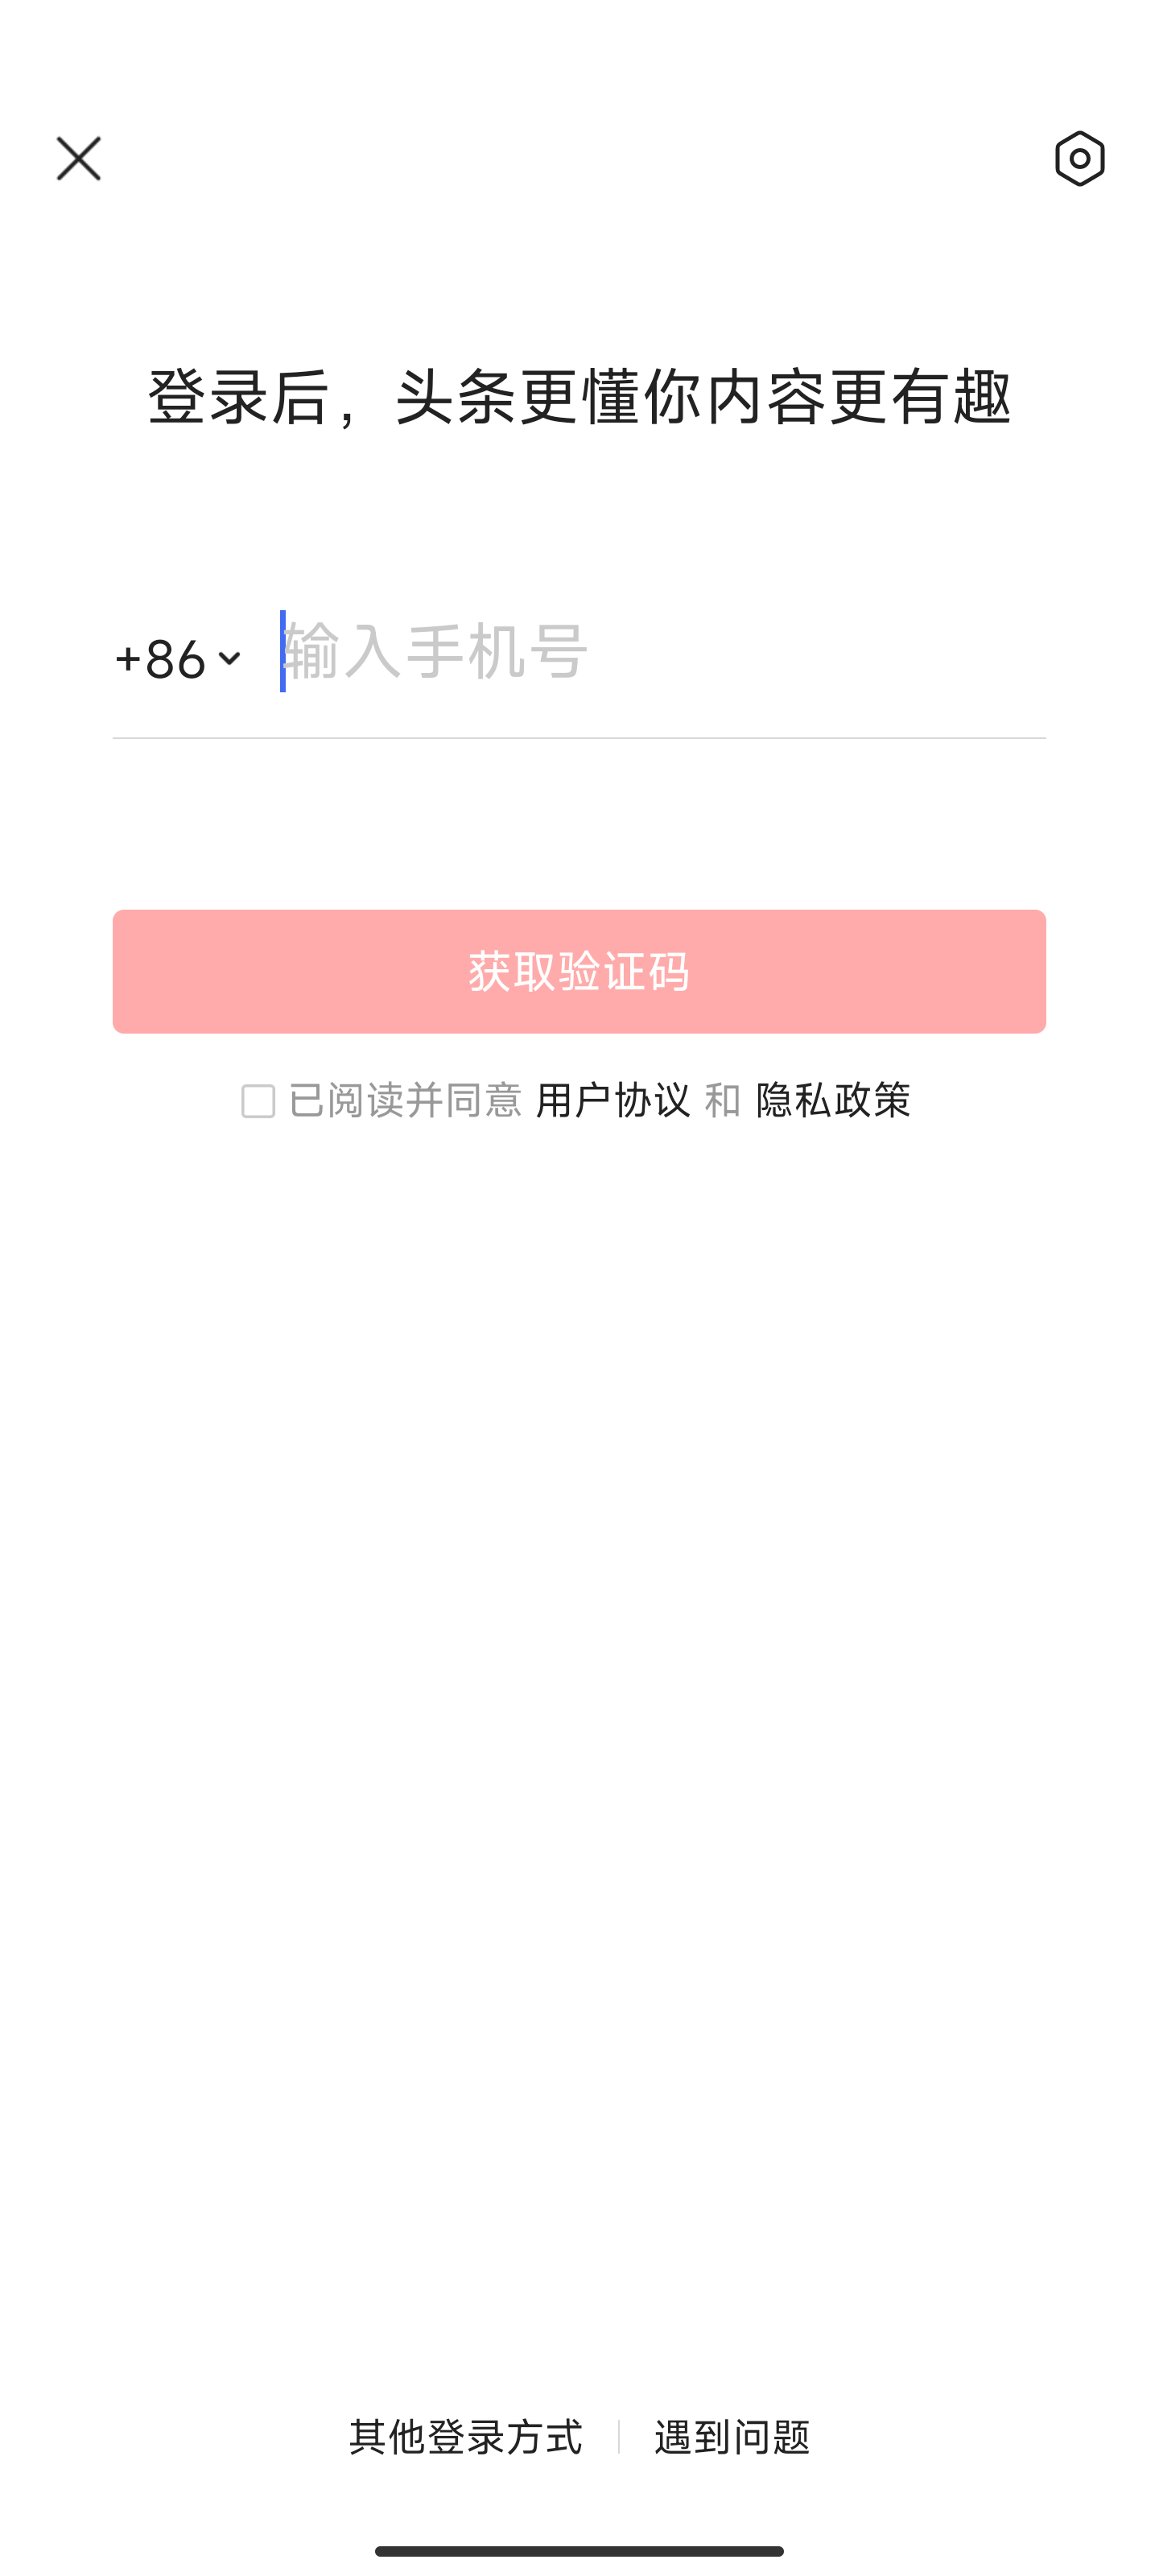 登录后，头条更懂你内容更有趣
+86 输入手机号
获取验证码
已阅读并同意 用户协议 和 隐私政策
其他登录方式 遇到问题